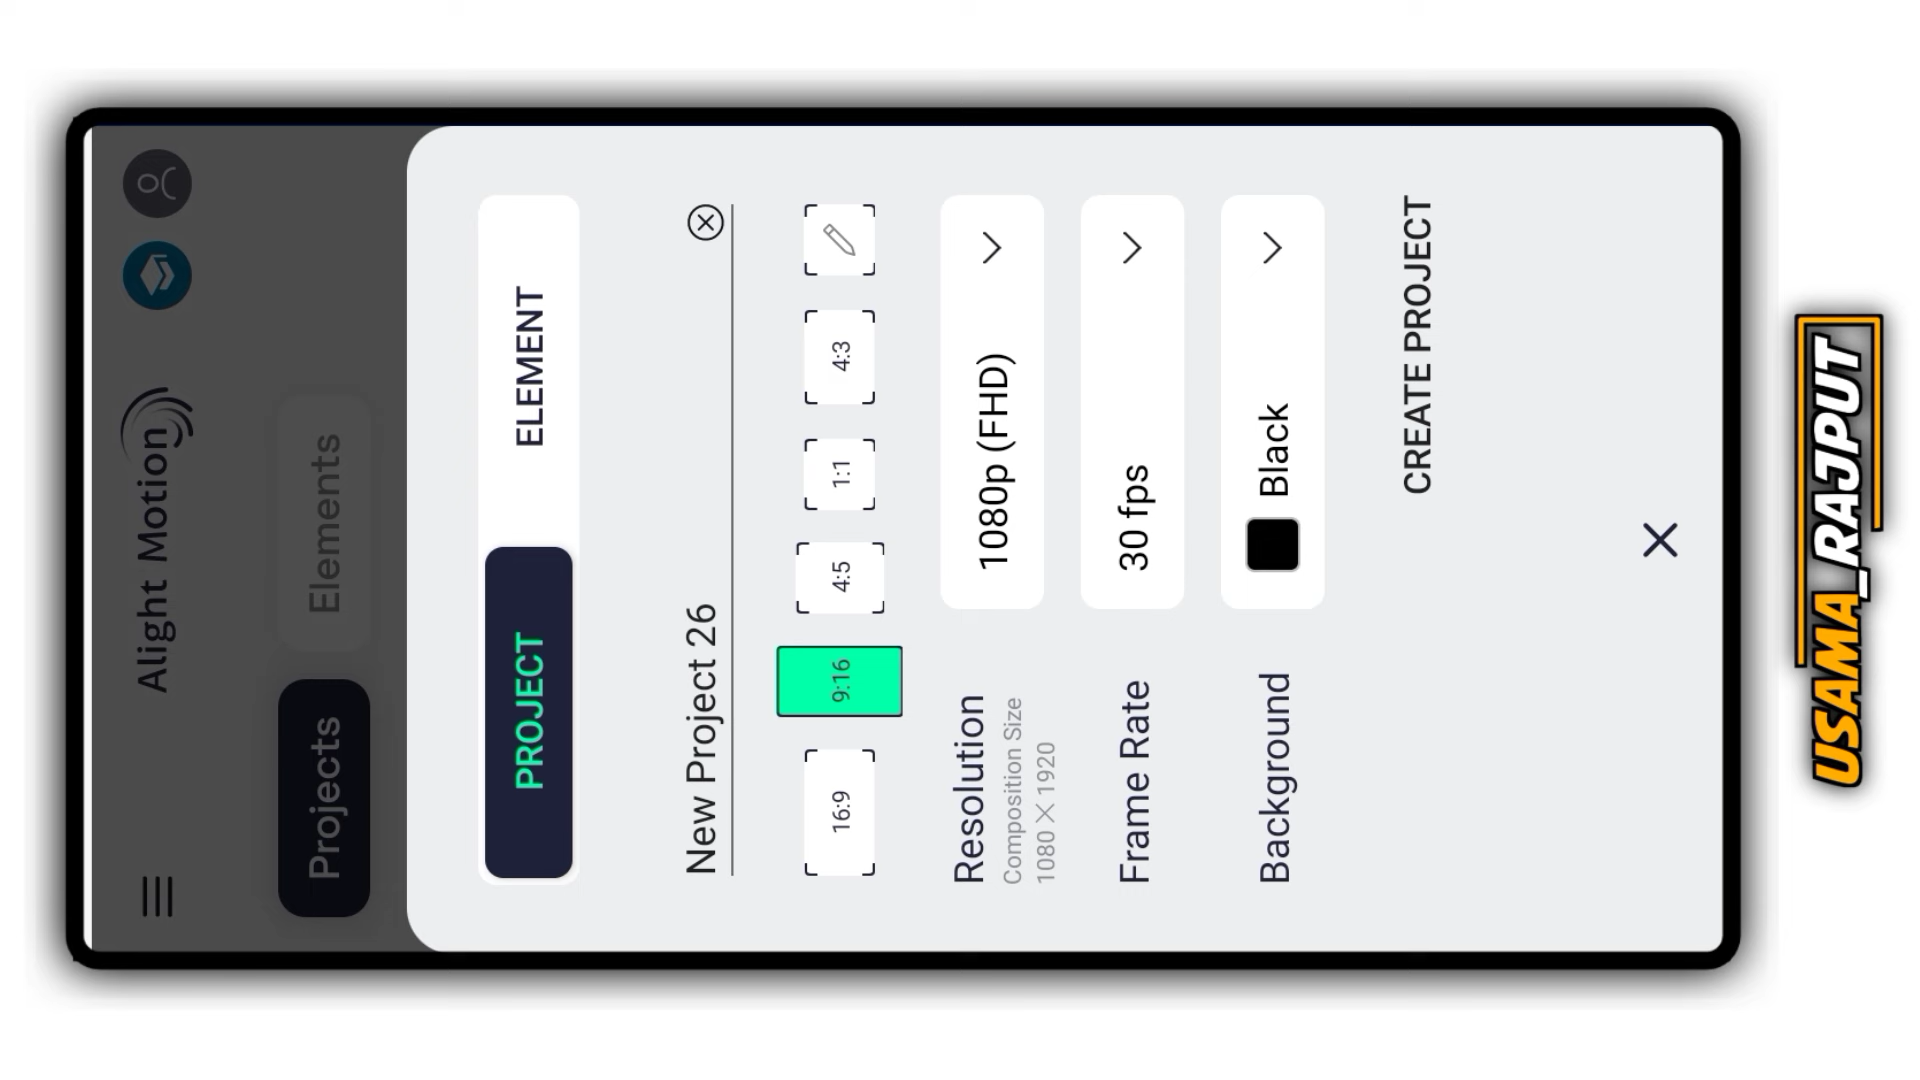 Alight Motion
Projects
Elements
PROJECT
ELEMENT
New Project 26
16:9
9:16
4:5
1:1
4:3
Resolution
Composition Size
1080 X 1920
1080p (FHD)
Frame Rate
30 fps
Background
Black
CREATE PROJECT
USAMA_RAJPUT